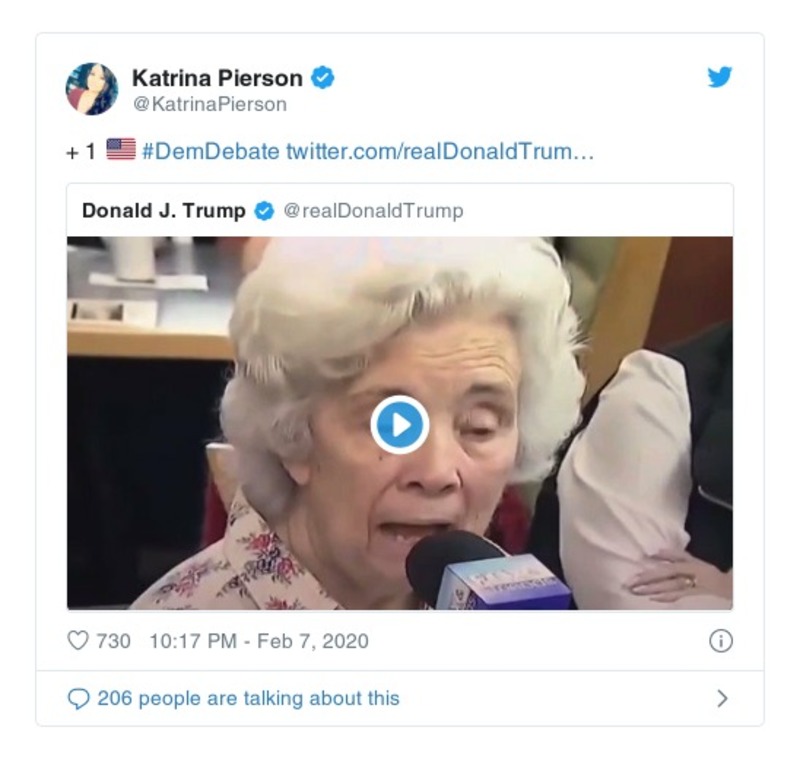 Katrina Pierson
@KatrinaPierson
+ 1 #DemDebate twitter.com/realDonaldTrum…
Donald J. Trump @realDonaldTrump
730 10:17 PM - Feb 7, 2020
206 people are talking about this